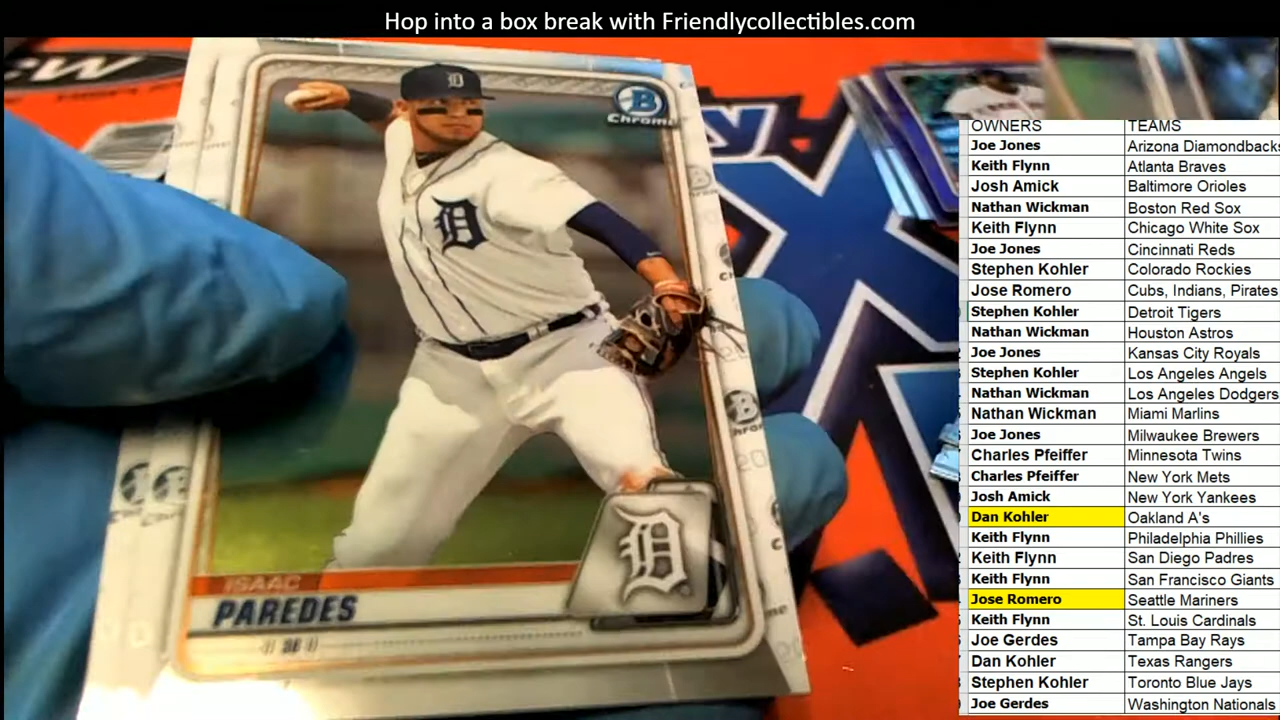 Hop into a box break with Friendlycollectibles.com
D
B
Chrome
D
D
ISAAC
PAREDES
OWNERS TEAMS
Joe Jones Arizona Diamondbacks
Keith Flynn Atlanta Braves
Josh Amick Baltimore Orioles
Nathan Wickman Boston Red Sox
Keith Flynn Chicago White Sox
Joe Jones Cincinnati Reds
Stephen Kohler Colorado Rockies
Jose Romero Cubs, Indians, Pirates
Stephen Kohler Detroit Tigers
Nathan Wickman Houston Astros
Joe Jones Kansas City Royals
Stephen Kohler Los Angeles Angels
Nathan Wickman Los Angeles Dodgers
Nathan Wickman Miami Marlins
Joe Jones Milwaukee Brewers
Charles Pfeiffer Minnesota Twins
Charles Pfeiffer New York Mets
Josh Amick New York Yankees
Dan Kohler Oakland A's
Keith Flynn Philadelphia Phillies
Keith Flynn San Diego Padres
Keith Flynn San Francisco Giants
Jose Romero Seattle Mariners
Keith Flynn St. Louis Cardinals
Joe Gerdes Tampa Bay Rays
Dan Kohler Texas Rangers
Stephen Kohler Toronto Blue Jays
Joe Gerdes Washington Nationals